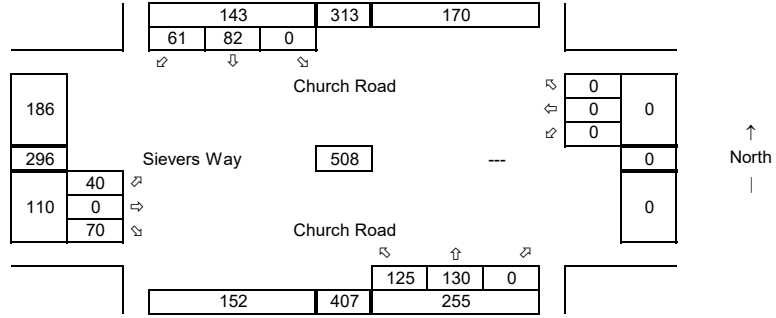 143 313 170
61 82 0
⬃ ⇩ ⬂
Church Road ⬁ 0
186 ⇦ 0 0
⬃ 0
296 Sievers Way 508 --- 0
40 ⬀
110 0 ⇨ 0
70 ⬂ Church Road
⬁ ⇧ ⬀
125 130 0
152 407 255
↑
North
|